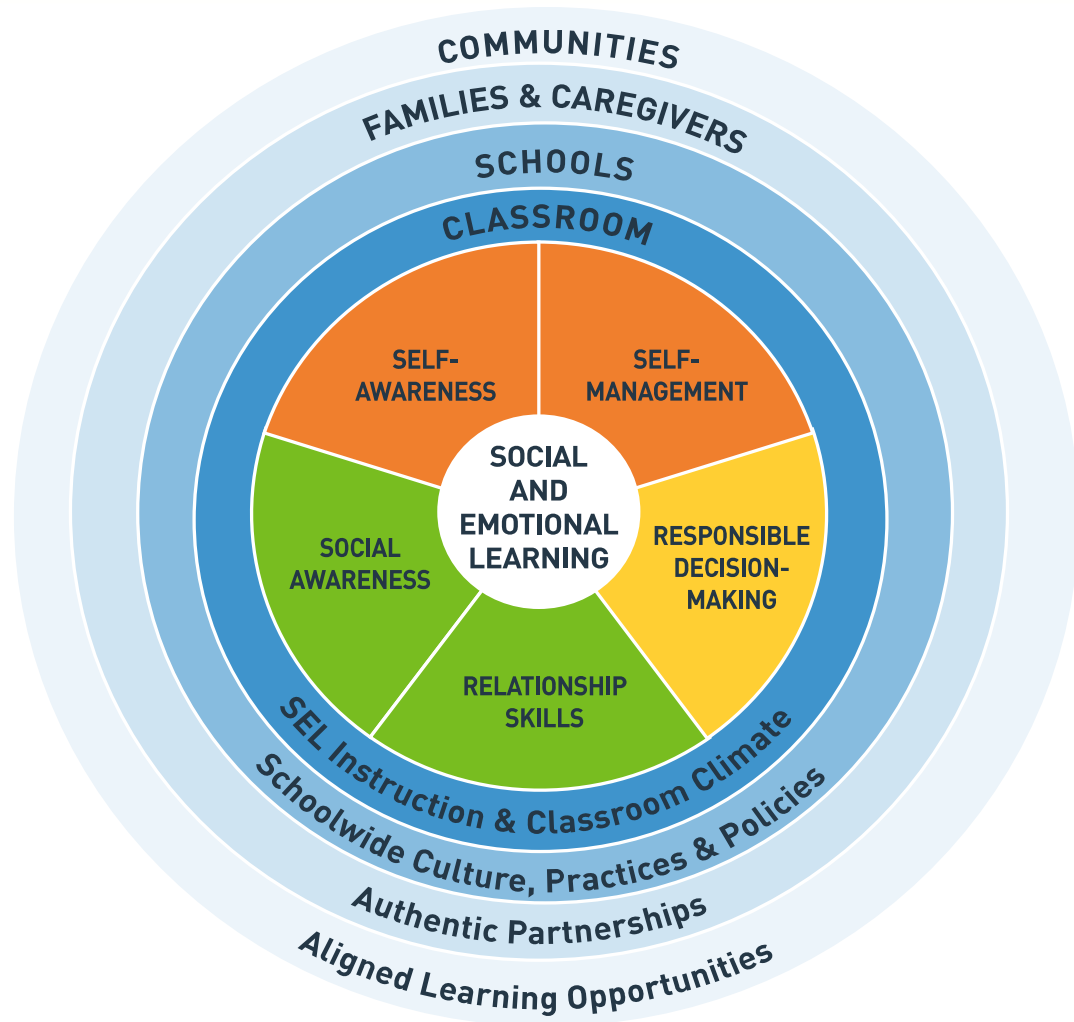 COMMUNITIES
FAMILIES & CAREGIVERS
SCHOOLS
CLASSROOM
SELF-
AWARENESS
SELF-
MANAGEMENT
SOCIAL
AND
EMOTIONAL
LEARNING
SOCIAL
AWARENESS
RESPONSIBLE
DECISION-
MAKING
RELATIONSHIP
SKILLS
SEL Instruction & Classroom Climate
Schoolwide Culture, Practices & Policies
Authentic Partnerships
Aligned Learning Opportunities